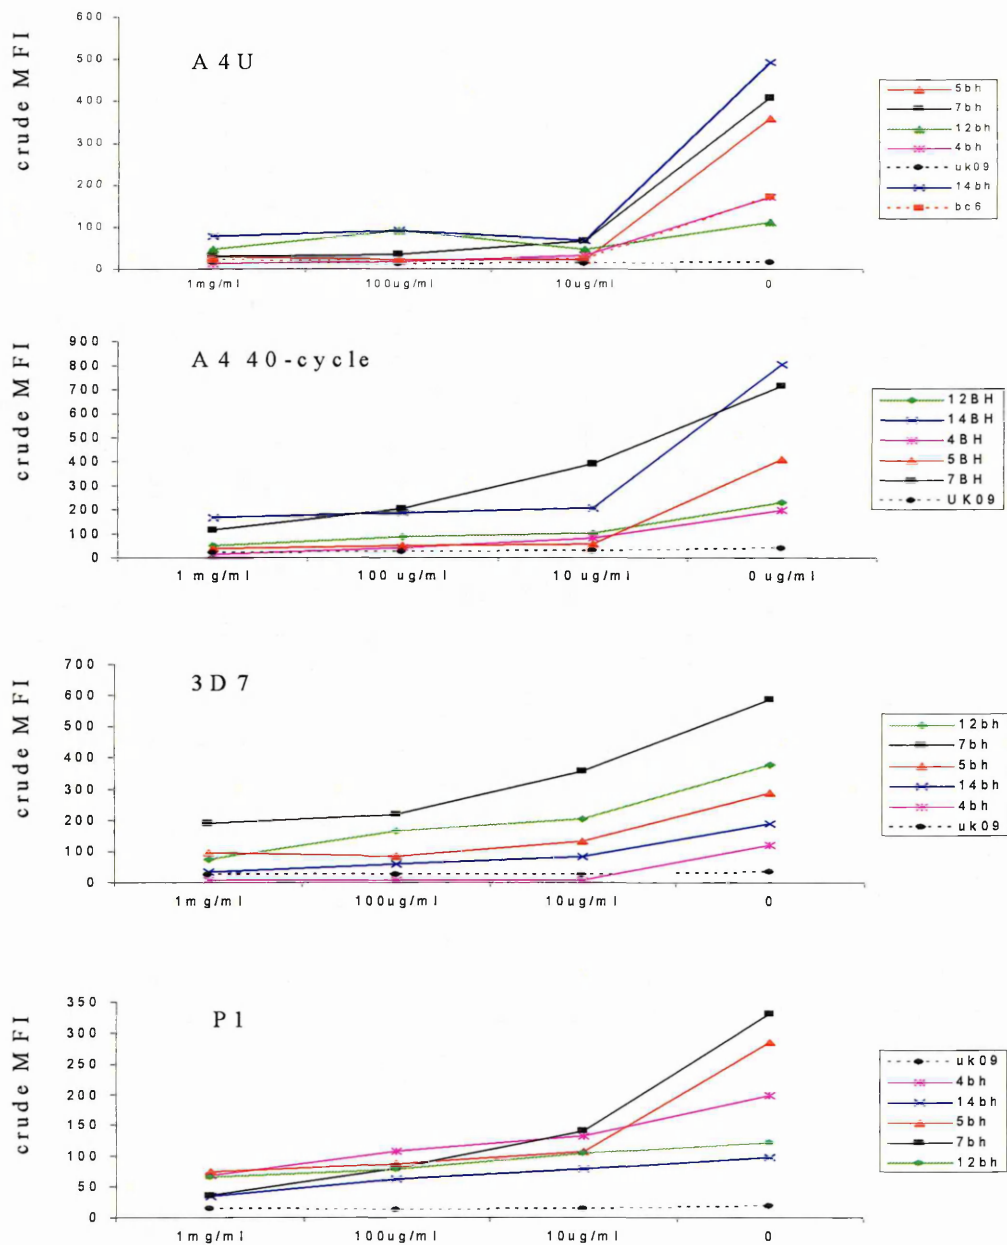 crude MFI
600
500
400
300
200
100
0
A 4U
1mg/ml 100ug/ml 10ug/ml 0
5bh
7bh
12bh
4bh
uk09
14bh
bc6
crude MFI
900
800
700
600
500
400
300
200
100
0
A 4 40-cycle
1 mg/ml 100 ug/ml 10 ug/ml 0 ug/ml
12BH
14BH
4BH
5BH
7BH
UK09
crude MFI
700
600
500
400
300
200
100
0
3D 7
1mg/ml 100ug/ml 10ug/ml 0
12bh
7bh
5bh
14bh
4bh
uk09
crude MFI
350
300
250
200
150
100
50
0
P 1
1mg/ml 100ug/ml 10ug/ml 0
uk09
4bh
14bh
5bh
7bh
12bh